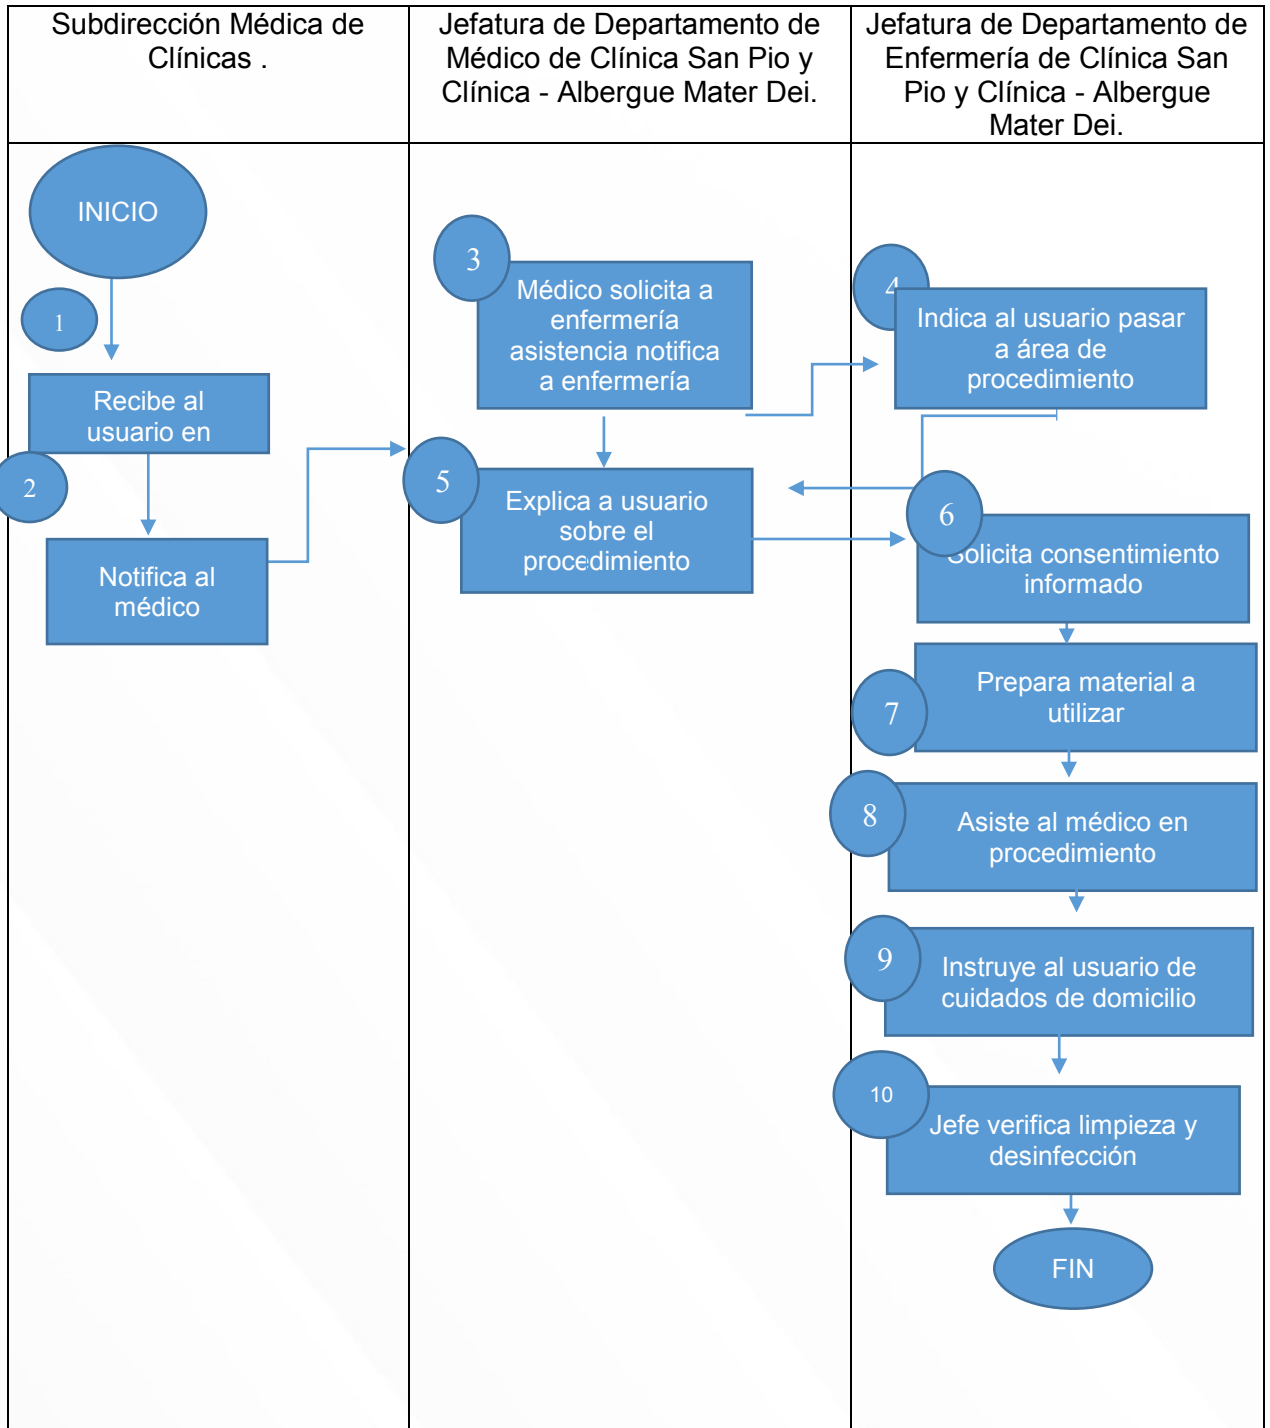 Subdirección Médica de
Clínicas .
Jefatura de Departamento de
Médico de Clínica San Pio y
Clínica - Albergue Mater Dei.
Jefatura de Departamento de
Enfermería de Clínica San
Pio y Clínica - Albergue
Mater Dei.
INICIO
1
Recibe al
usuario en
2
Notifica al
médico
3
Médico solicita a
enfermería
asistencia notifica
a enfermería
4
Indica al usuario pasar
a área de
procedimiento
5
Explica a usuario
sobre el
procedimiento
6
Solicita consentimiento
informado
7
Prepara material a
utilizar
8
Asiste al médico en
procedimiento
9
Instruye al usuario de
cuidados de domicilio
10
Jefe verifica limpieza y
desinfección
FIN